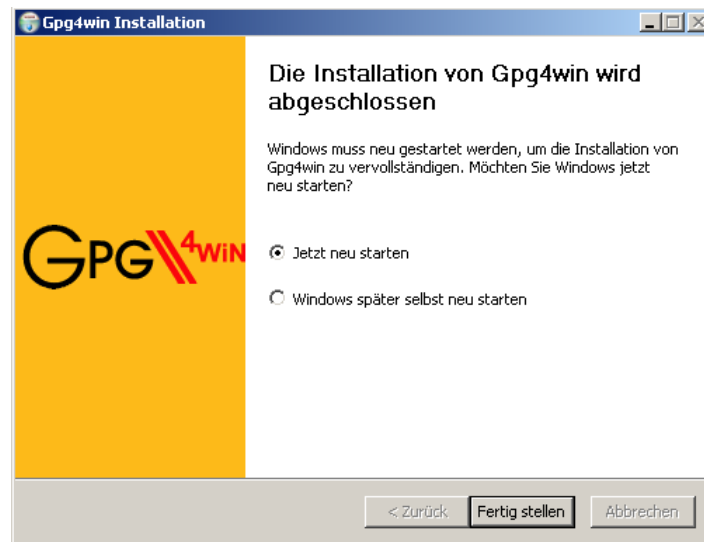 Gpg4win Installation
Die Installation von Gpg4win wird
abgeschlossen
Windows muss neu gestartet werden, um die Installation von
Gpg4win zu vervollständigen. Möchten Sie Windows jetzt
neu starten?
GPG4WIN
Jetzt neu starten
Windows später selbst neu starten
< Zurück
Fertig stellen
Abbrechen